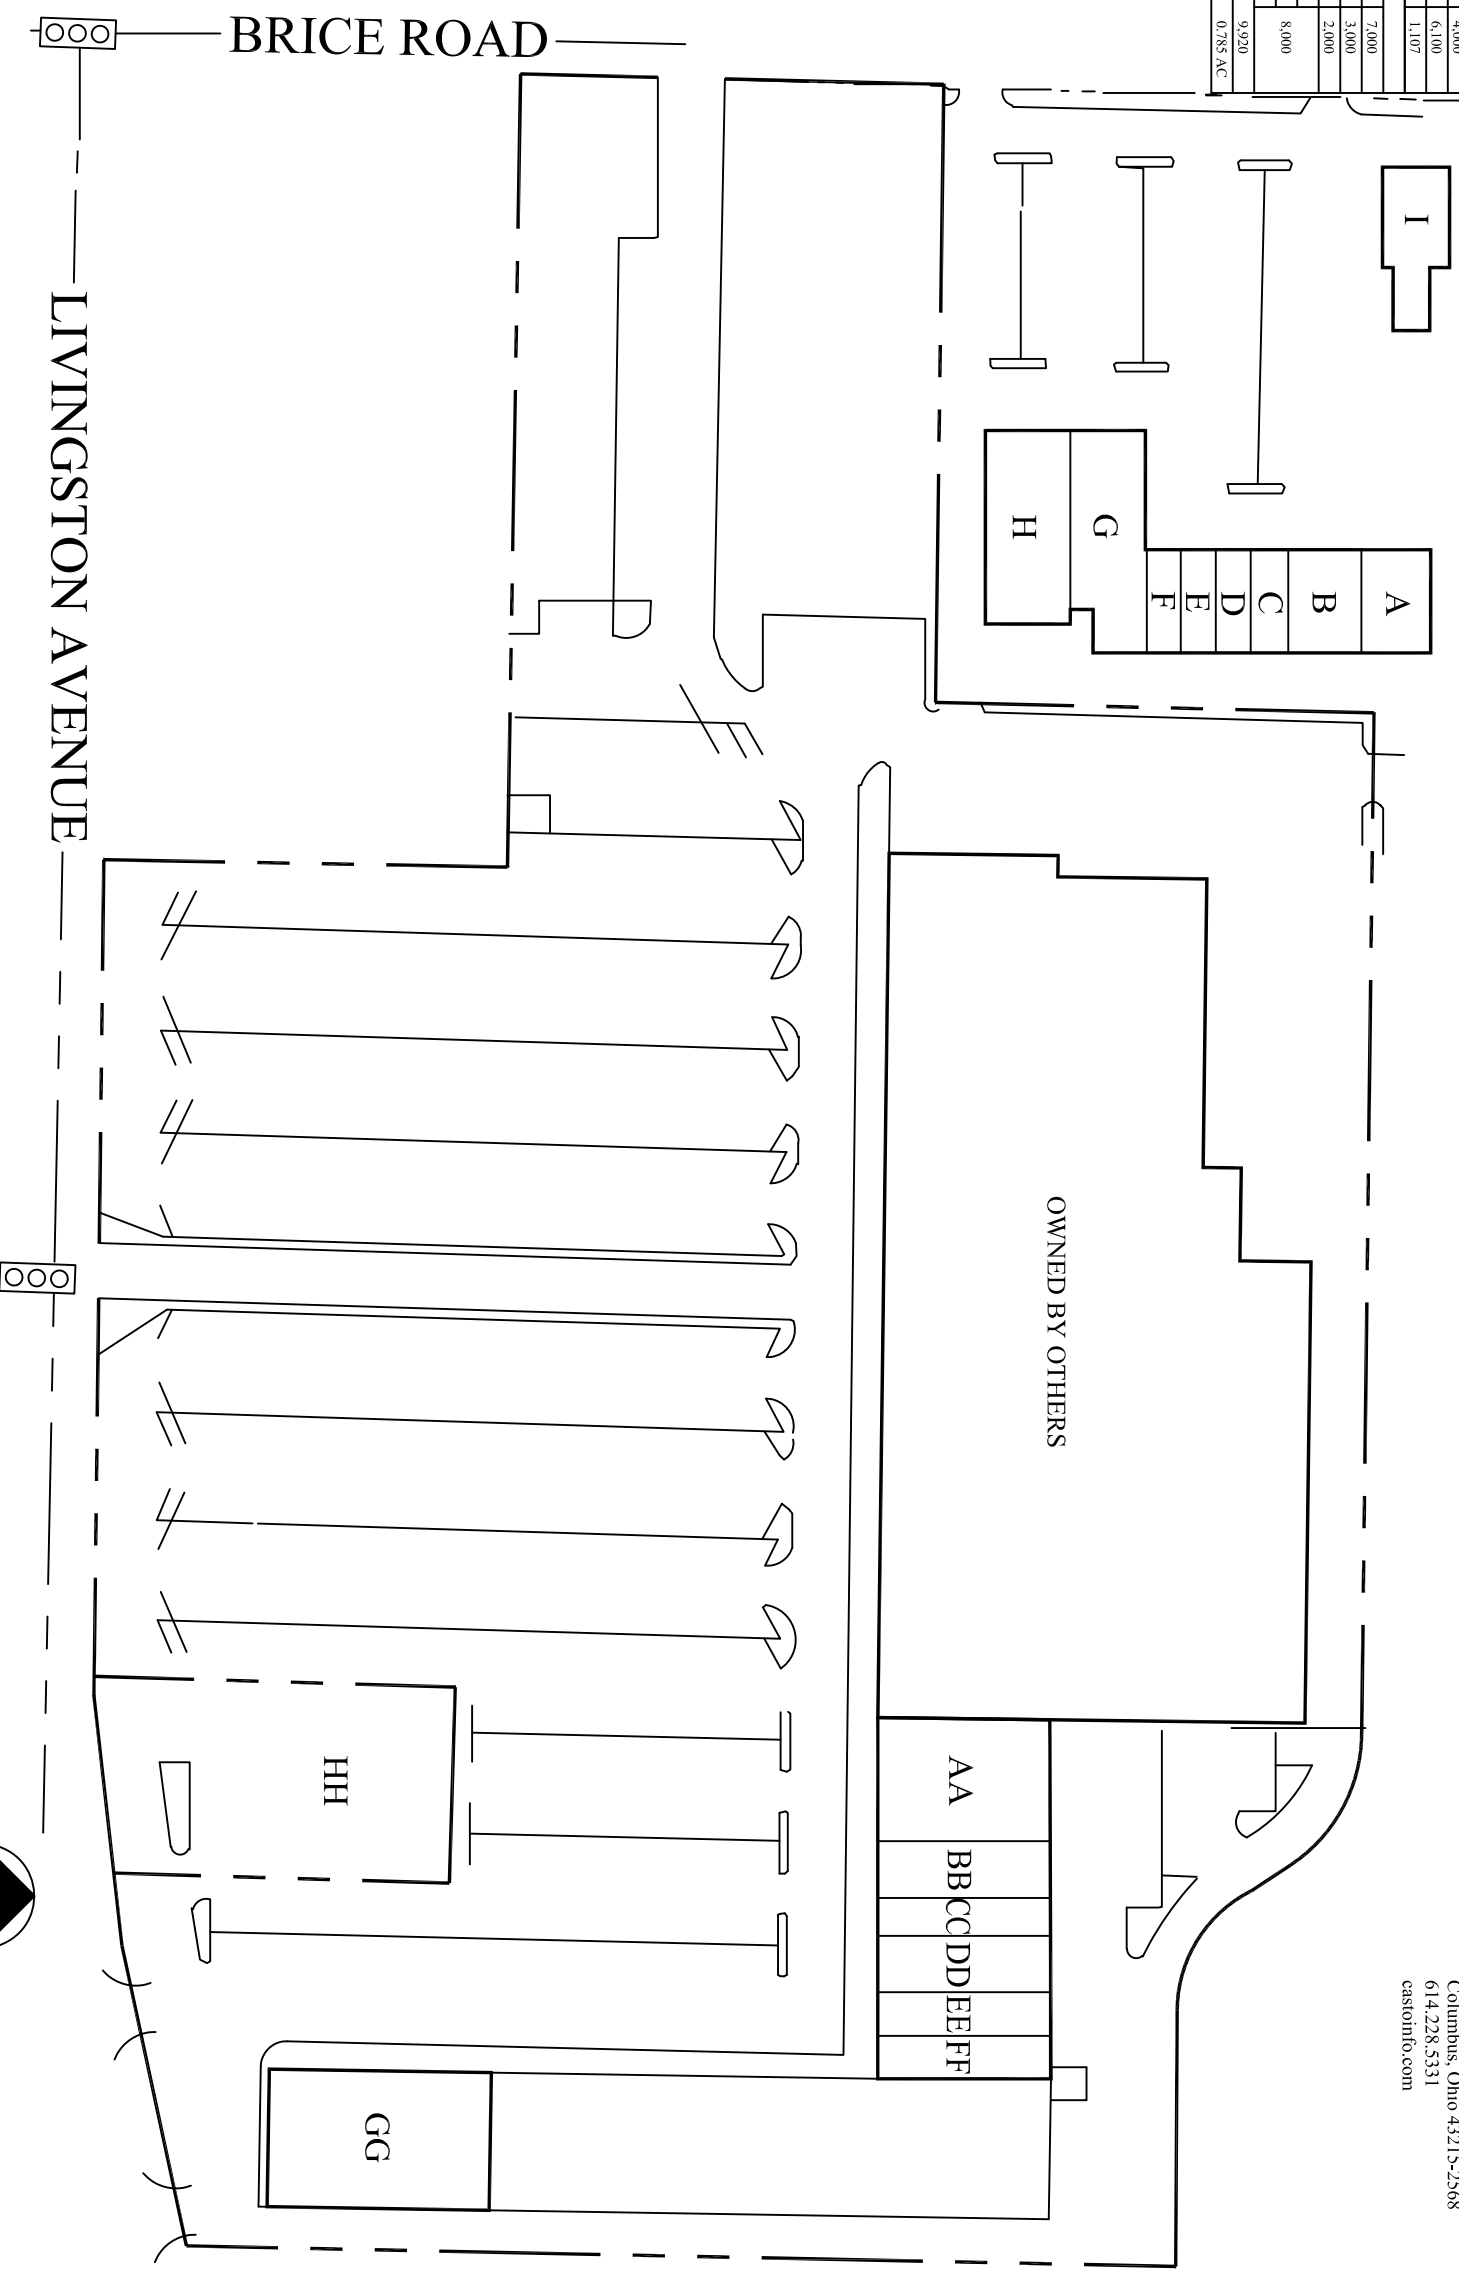 BRICE ROAD
LIVINGSTON AVENUE
6,100
1,107
7,000
3,000
2,000
8,000
9,920
0.785 AC
I
A
B
C
D
E
F
G
H
OWNED BY OTHERS
AA
BB
CC
DD
EE
FF
GG
HH
Columbus, Ohio 43215-2568
614.228.5331
castoinfo.com